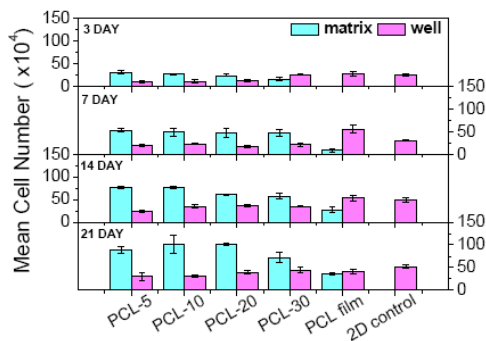 Mean Cell Number ( x10⁴)
150
100
50
0
3 DAY
matrix
well
150
100
50
0
7 DAY
150
100
50
0
14 DAY
150
100
50
0
21 DAY
PCL-5
PCL-10
PCL-20
PCL-30
PCL film
2D control